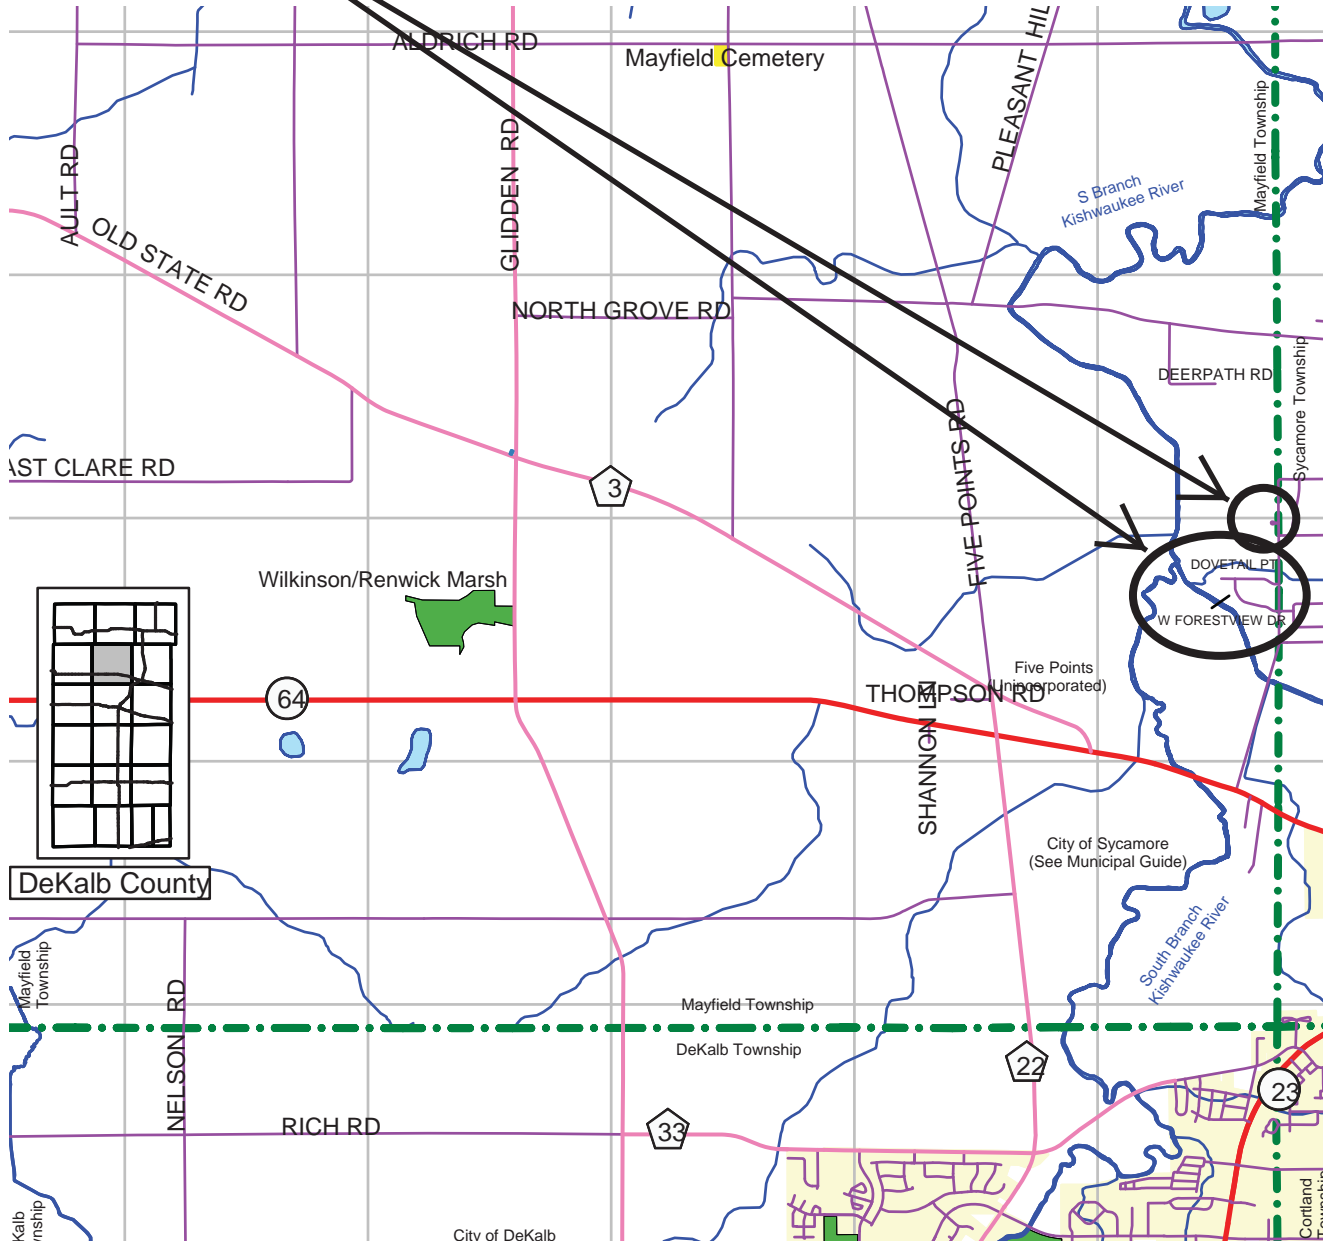 ALDRICH RD
Mayfield Cemetery
PLEASANT HIL
Mayfield Township
AULT RD
GLIDDEN RD
S Branch
Kishwaukee River
OLD STATE RD
NORTH GROVE RD
DEERPATH RD
Sycamore Township
FIVE POINTS RD
AST CLARE RD
3
DOVETAIL PT
Wilkinson/Renwick Marsh
W FORESTVIEW DR
Five Points
(Unincorporated)
THOMPSON RD
64
SHANNON LN
City of Sycamore
(See Municipal Guide)
DeKalb County
South Branch
Kishwaukee River
Mayfield
Township
NELSON RD
Mayfield Township
DeKalb Township
22
23
RICH RD
33
Kalb
wnship
City of DeKalb
Cortland
Township